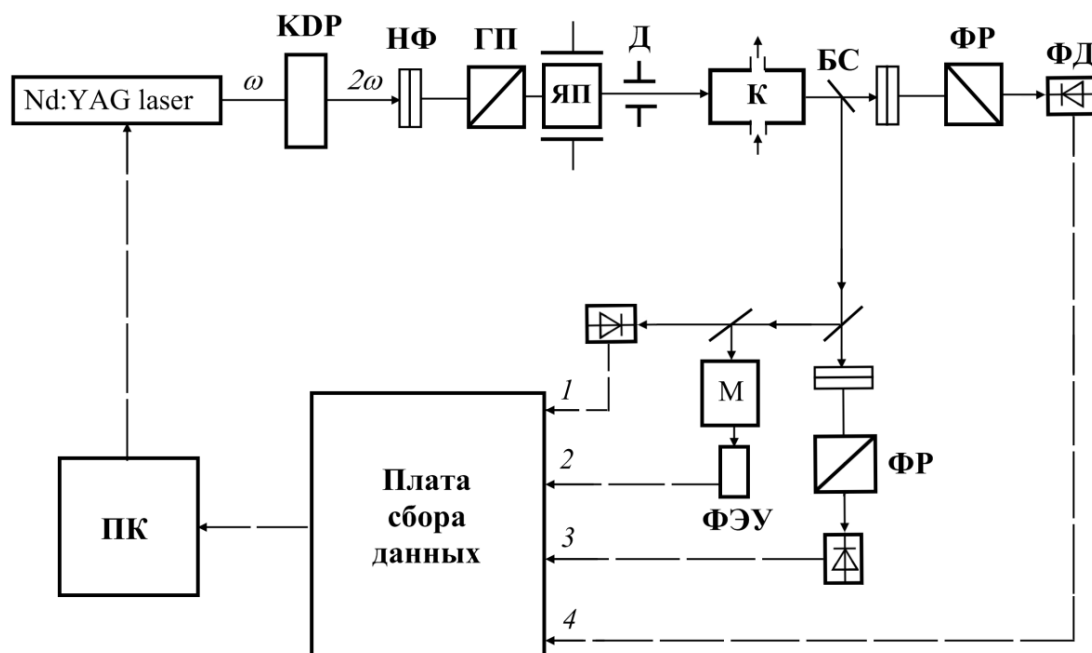 KDP
НФ
ГП
Д
БС
ФР
ФД
Nd:YAG laser
ω
2ω
ЯП
К
1
М
2
ФР
Плата
сбора
данных
ПК
ФЭУ
3
4